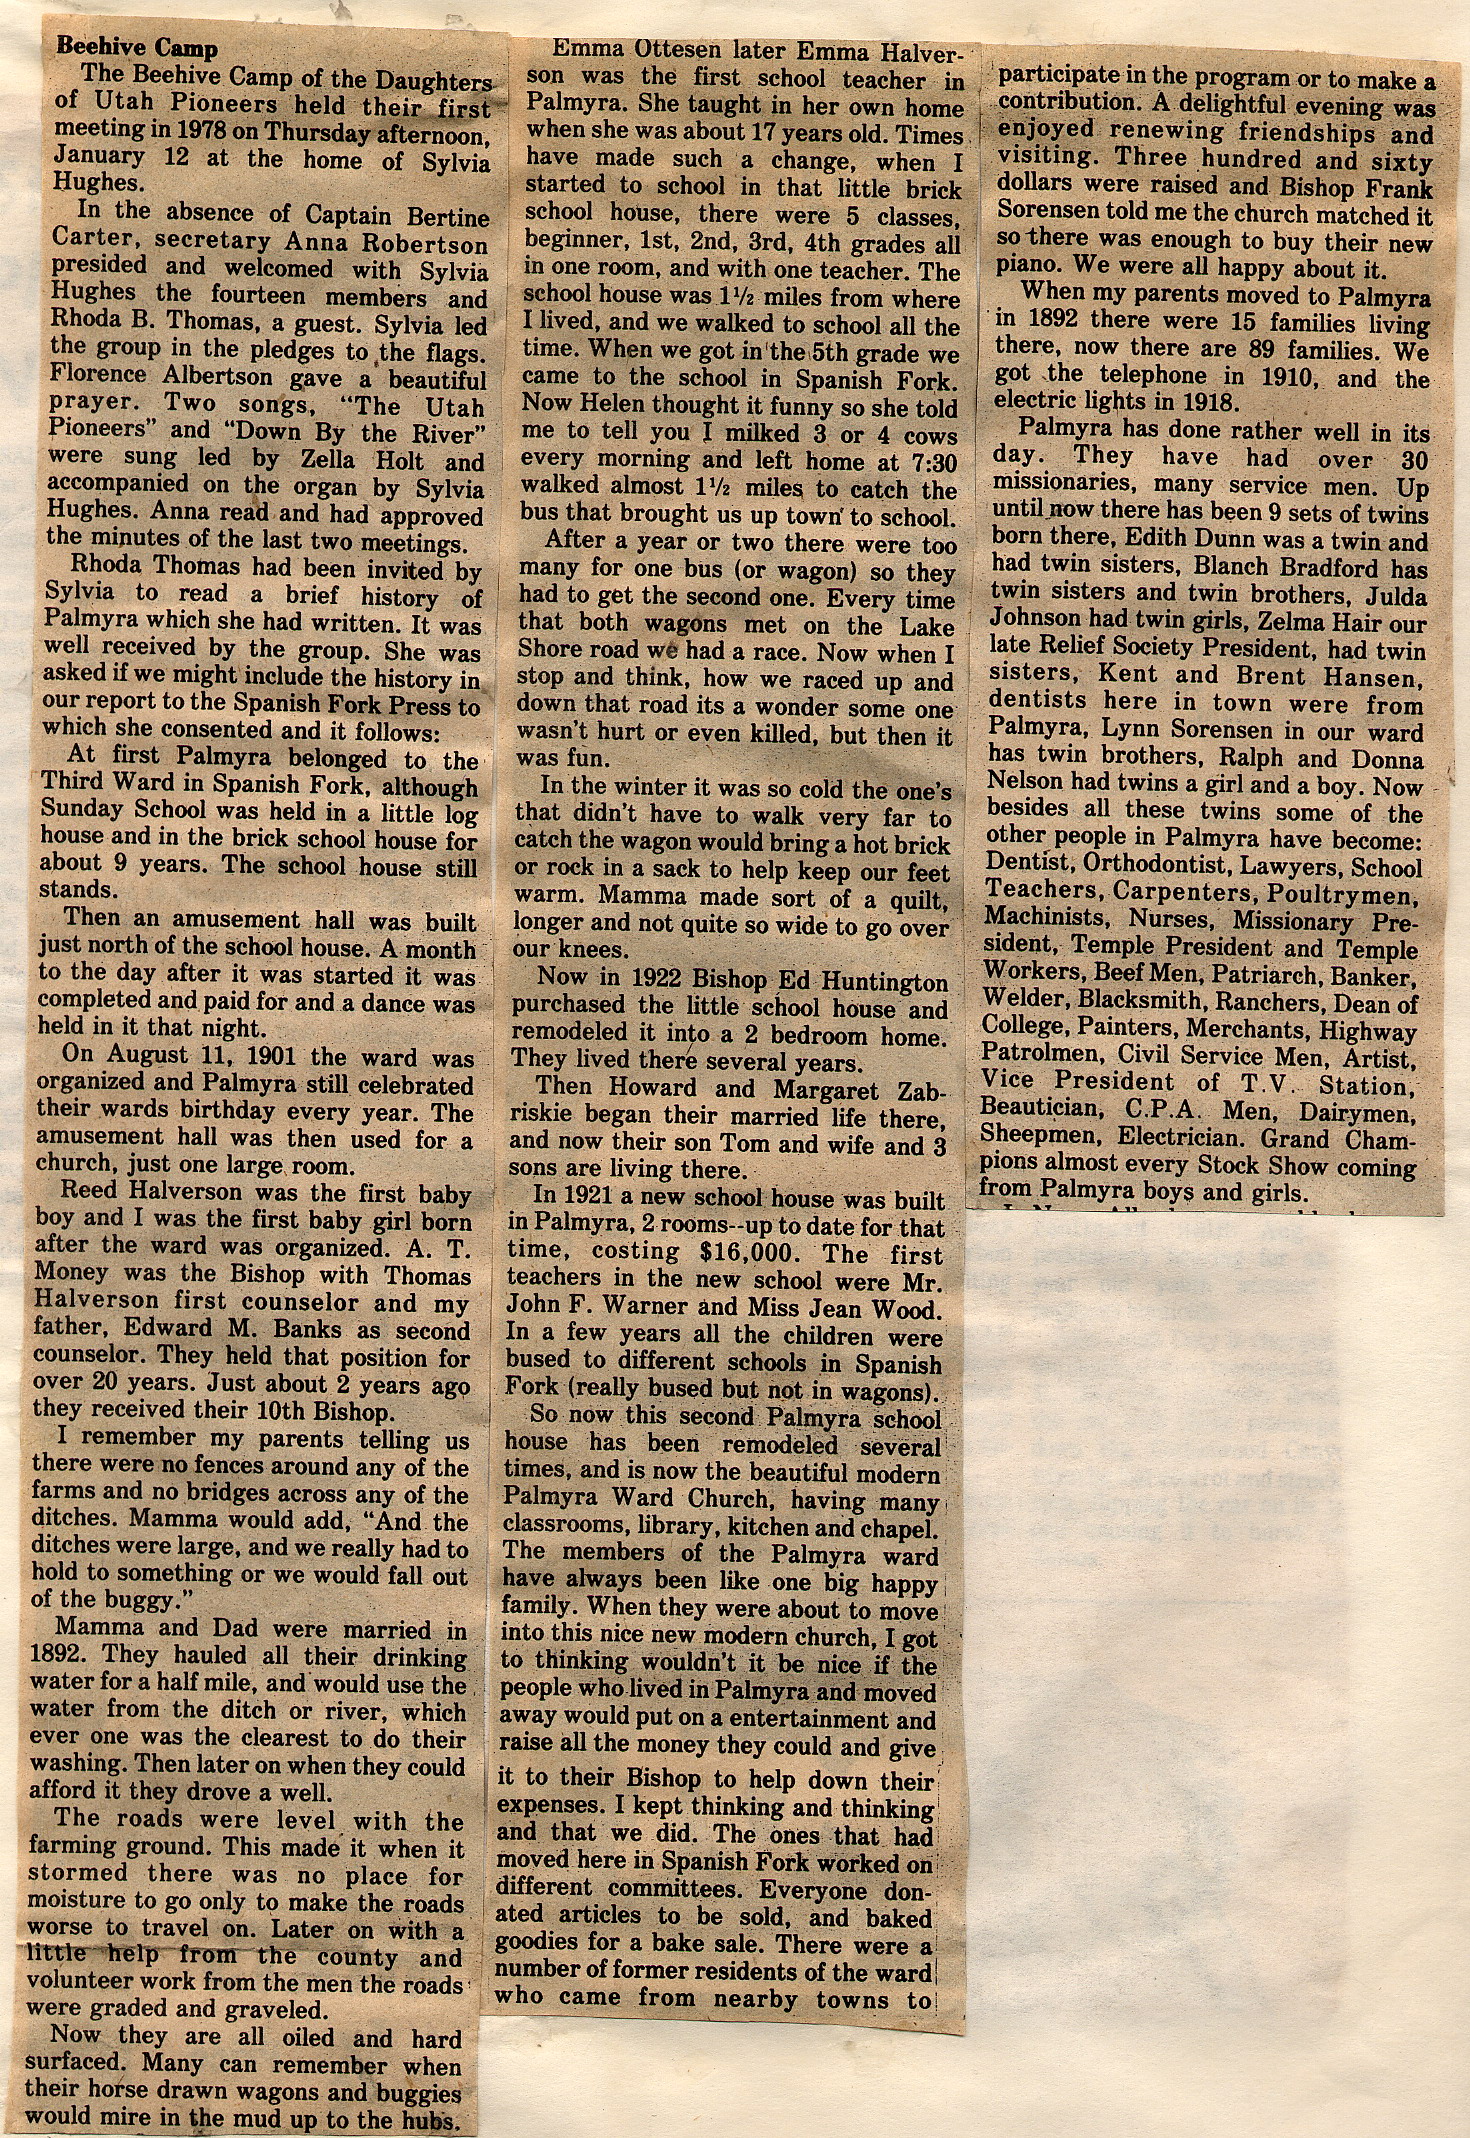 Beehive Camp
The Beehive Camp of the Daughters
of Utah Pioneers held their first
meeting in 1978 on Thursday afternoon,
January 12 at the home of Sylvia
Hughes.
In the absence of Captain Bertine
Carter, secretary Anna Robertson
presided and welcomed with Sylvia
Hughes the fourteen members and
Rhoda B. Thomas, a guest. Sylvia led
the group in the pledges to the flags.
Florence Albertson gave a beautiful
prayer. Two songs, “The Utah
Pioneers” and “Down By the River”
were sung led by Zella Holt and
accompanied on the organ by Sylvia
Hughes. Anna read and had approved
the minutes of the last two meetings.
Rhoda Thomas had been invited by
Sylvia to read a brief history of
Palmyra which she had written. It was
well received by the group. She was
asked if we might include the history in
our report to the Spanish Fork Press to
which she consented and it follows:
At first Palmyra belonged to the
Third Ward in Spanish Fork, although
Sunday School was held in a little log
house and in the brick school house for
about 9 years. The school house still
stands.
Then an amusement hall was built
just north of the school house. A month
to the day after it was started it was
completed and paid for and a dance was
held in it that night.
On August 11, 1901 the ward was
organized and Palmyra still celebrated
their wards birthday every year. The
amusement hall was then used for a
church, just one large room.
Reed Halverson was the first baby
boy and I was the first baby girl born
after the ward was organized. A. T.
Money was the Bishop with Thomas
Halverson first counselor and my
father, Edward M. Banks as second
counselor. They held that position for
over 20 years. Just about 2 years ago
they received their 10th Bishop.
I remember my parents telling us
there were no fences around any of the
farms and no bridges across any of the
ditches. Mamma would add, “And the
ditches were large, and we really had to
hold to something or we would fall out
of the buggy.”
Mamma and Dad were married in
1892. They hauled all their drinking
water for a half mile, and would use the
water from the ditch or river, which
ever one was the clearest to do their
washing. Then later on when they could
afford it they drove a well.
The roads were level with the
farming ground. This made it when it
stormed there was no place for
moisture to go only to make the roads
worse to travel on. Later on with a
little help from the county and
volunteer work from the men the roads
were graded and graveled.
Now they are all oiled and hard
surfaced. Many can remember when
their horse drawn wagons and buggies
would mire in the mud up to the hubs.
Emma Ottesen later Emma Halver-
son was the first school teacher in
Palmyra. She taught in her own home
when she was about 17 years old. Times
have made such a change, when I
started to school in that little brick
school house, there were 5 classes,
beginner, 1st, 2nd, 3rd, 4th grades all
in one room, and with one teacher. The
school house was 1½ miles from where
I lived, and we walked to school all the
time. When we got in the 5th grade we
came to the school in Spanish Fork.
Now Helen thought it funny so she told
me to tell you I milked 3 or 4 cows
every morning and left home at 7:30
walked almost 1½ miles to catch the
bus that brought us up town to school.
After a year or two there were too
many for one bus (or wagon) so they
had to get the second one. Every time
that both wagons met on the Lake
Shore road we had a race. Now when I
stop and think, how we raced up and
down that road its a wonder some one
wasn't hurt or even killed, but then it
was fun.
In the winter it was so cold the one's
that didn't have to walk very far to
catch the wagon would bring a hot brick
or rock in a sack to help keep our feet
warm. Mamma made sort of a quilt,
longer and not quite so wide to go over
our knees.
Now in 1922 Bishop Ed Huntington
purchased the little school house and
remodeled it into a 2 bedroom home.
They lived there several years.
Then Howard and Margaret Zab-
riskie began their married life there,
and now their son Tom and wife and 3
sons are living there.
In 1921 a new school house was built
in Palmyra, 2 rooms--up to date for that
time, costing $16,000. The first
teachers in the new school were Mr.
John F. Warner and Miss Jean Wood.
In a few years all the children were
bused to different schools in Spanish
Fork (really bused but not in wagons).
So now this second Palmyra school
house has been remodeled several
times, and is now the beautiful modern
Palmyra Ward Church, having many
classrooms, library, kitchen and chapel.
The members of the Palmyra ward
have always been like one big happy
family. When they were about to move
into this nice new modern church, I got
to thinking wouldn't it be nice if the
people who lived in Palmyra and moved
away would put on a entertainment and
raise all the money they could and give
it to their Bishop to help down their
expenses. I kept thinking and thinking
and that we did. The ones that had
moved here in Spanish Fork worked on
different committees. Everyone don-
ated articles to be sold, and baked
goodies for a bake sale. There were a
number of former residents of the ward
who came from nearby towns to
participate in the program or to make a
contribution. A delightful evening was
enjoyed renewing friendships and
visiting. Three hundred and sixty
dollars were raised and Bishop Frank
Sorensen told me the church matched it
so there was enough to buy their new
piano. We were all happy about it.
When my parents moved to Palmyra
in 1892 there were 15 families living
there, now there are 89 families. We
got the telephone in 1910, and the
electric lights in 1918.
Palmyra has done rather well in its
day. They have had over 30
missionaries, many service men. Up
until now there has been 9 sets of twins
born there, Edith Dunn was a twin and
had twin sisters, Blanch Bradford has
twin sisters and twin brothers, Julda
Johnson had twin girls, Zelma Hair our
late Relief Society President, had twin
sisters, Kent and Brent Hansen,
dentists here in town were from
Palmyra, Lynn Sorensen in our ward
has twin brothers, Ralph and Donna
Nelson had twins a girl and a boy. Now
besides all these twins some of the
other people in Palmyra have become:
Dentist, Orthodontist, Lawyers, School
Teachers, Carpenters, Poultrymen,
Machinists, Nurses, Missionary Pre-
sident, Temple President and Temple
Workers, Beef Men, Patriarch, Banker,
Welder, Blacksmith, Ranchers, Dean of
College, Painters, Merchants, Highway
Patrolmen, Civil Service Men, Artist,
Vice President of T.V. Station,
Beautician, C.P.A. Men, Dairymen,
Sheepmen, Electrician. Grand Cham-
pions almost every Stock Show coming
from Palmyra boys and girls.